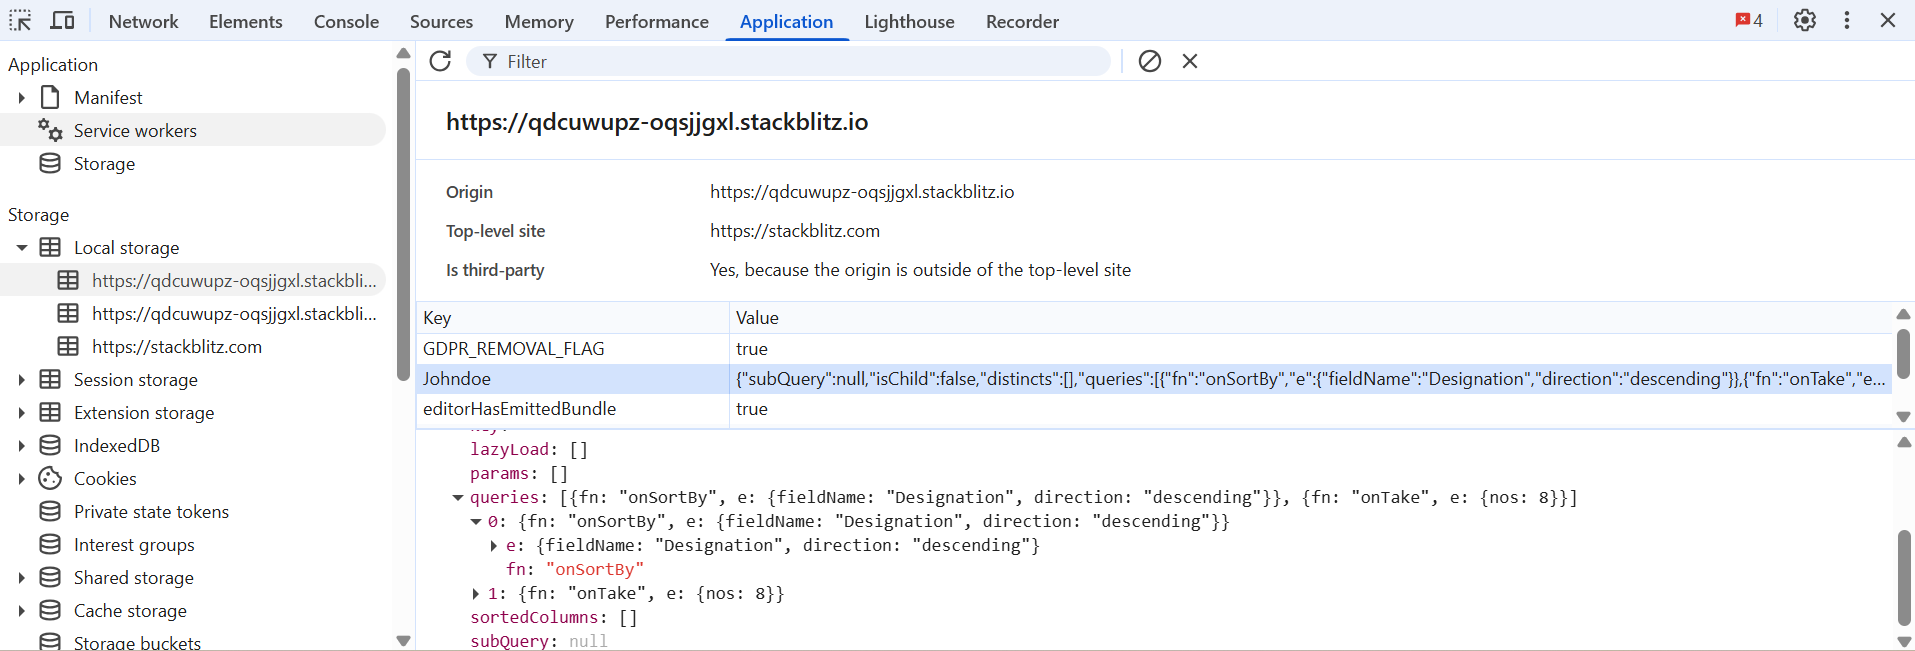 Network Elements Console Sources Memory Performance Application Lighthouse Recorder 4
Application
Manifest
Service workers
Storage
Storage
Local storage
https://qdcuwupz-oqsjjgxl.stackbli...
https://qdcuwupz-oqsjjgxl.stackbli...
https://stackblitz.com
Session storage
Extension storage
IndexedDB
Cookies
Private state tokens
Interest groups
Shared storage
Cache storage
Storage buckets
Filter
https://qdcuwupz-oqsjjgxl.stackblitz.io
Origin https://qdcuwupz-oqsjjgxl.stackblitz.io
Top-level site https://stackblitz.com
Is third-party Yes, because the origin is outside of the top-level site
Key Value
GDPR_REMOVAL_FLAG true
Johndoe {"subQuery":null,"isChild":false,"distincts":[],"queries":[{"fn":"onSortBy","e":{"fieldName":"Designation","direction":"descending"}},{"fn":"onTake","e...
editorHasEmittedBundle true
lazyLoad: []
params: []
queries: [{fn: "onSortBy", e: {fieldName: "Designation", direction: "descending"}}, {fn: "onTake", e: {nos: 8}}]
0: {fn: "onSortBy", e: {fieldName: "Designation", direction: "descending"}}
e: {fieldName: "Designation", direction: "descending"}
fn: "onSortBy"
1: {fn: "onTake", e: {nos: 8}}
sortedColumns: []
subQuery: null